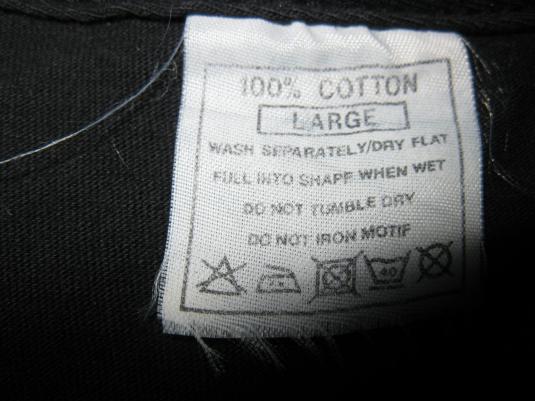 100% COTTON
LARGE
WASH SEPARATELY/DRY FLAT
PULL INTO SHAPE WHEN WET
DO NOT TUMBLE DRY
DO NOT IRON MOTIF
40